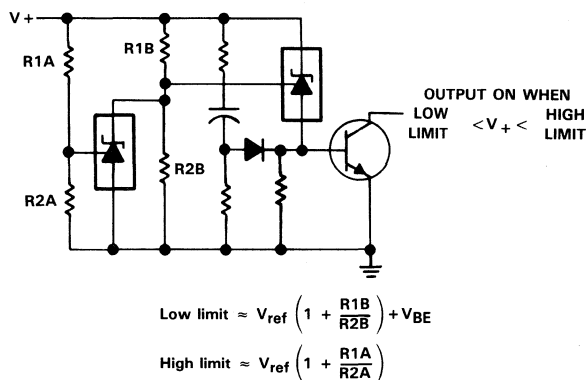 V+
R1A
R1B
R2A
R2B
OUTPUT ON WHEN
LOW LIMIT < V+ < HIGH LIMIT
Low limit ≈ Vref (1 + R1B/R2B) + VBE
High limit ≈ Vref (1 + R1A/R2A)